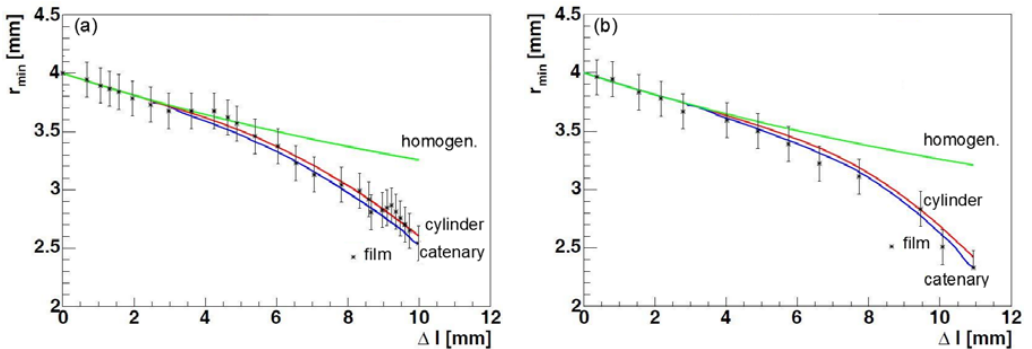 (a)
r_min [mm]
4.5
4
3.5
3
2.5
2
0 2 4 6 8 10 12
Δ l [mm]
homogen.
cylinder
catenary
film
(b)
r_min [mm]
4.5
4
3.5
3
2.5
2
0 2 4 6 8 10 12
Δ l [mm]
homogen.
cylinder
film
catenary